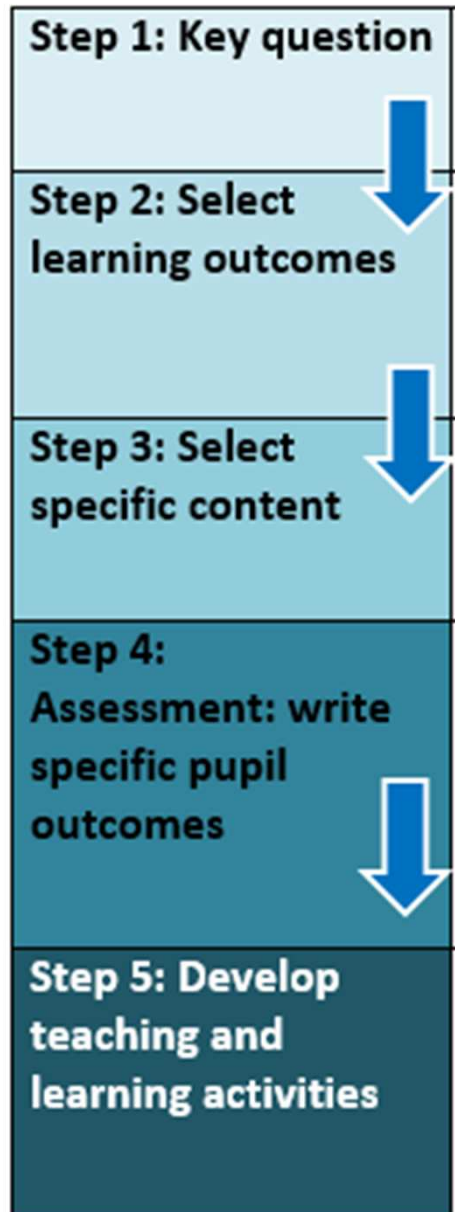 Step 1: Key question
Step 2: Select
learning outcomes
Step 3: Select
specific content
Step 4:
Assessment: write
specific pupil
outcomes
Step 5: Develop
teaching and
learning activities